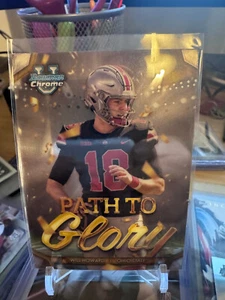 Bowman
Chrome
18
PATH TO
Glory